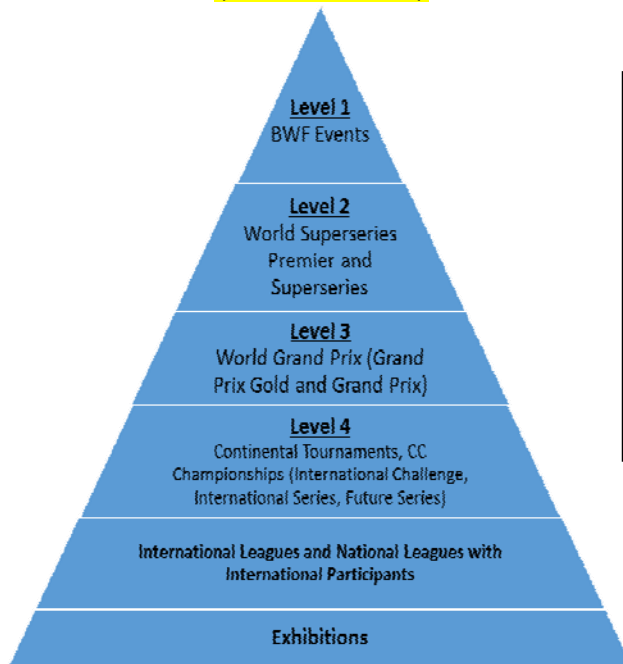 Level 1
BWF Events
Level 2
World Superseries
Premier and
Superseries
Level 3
World Grand Prix (Grand
Prix Gold and Grand Prix)
Level 4
Continental Tournaments, CC
Championships (International Challenge,
International Series, Future Series)
International Leagues and National Leagues with
International Participants
Exhibitions